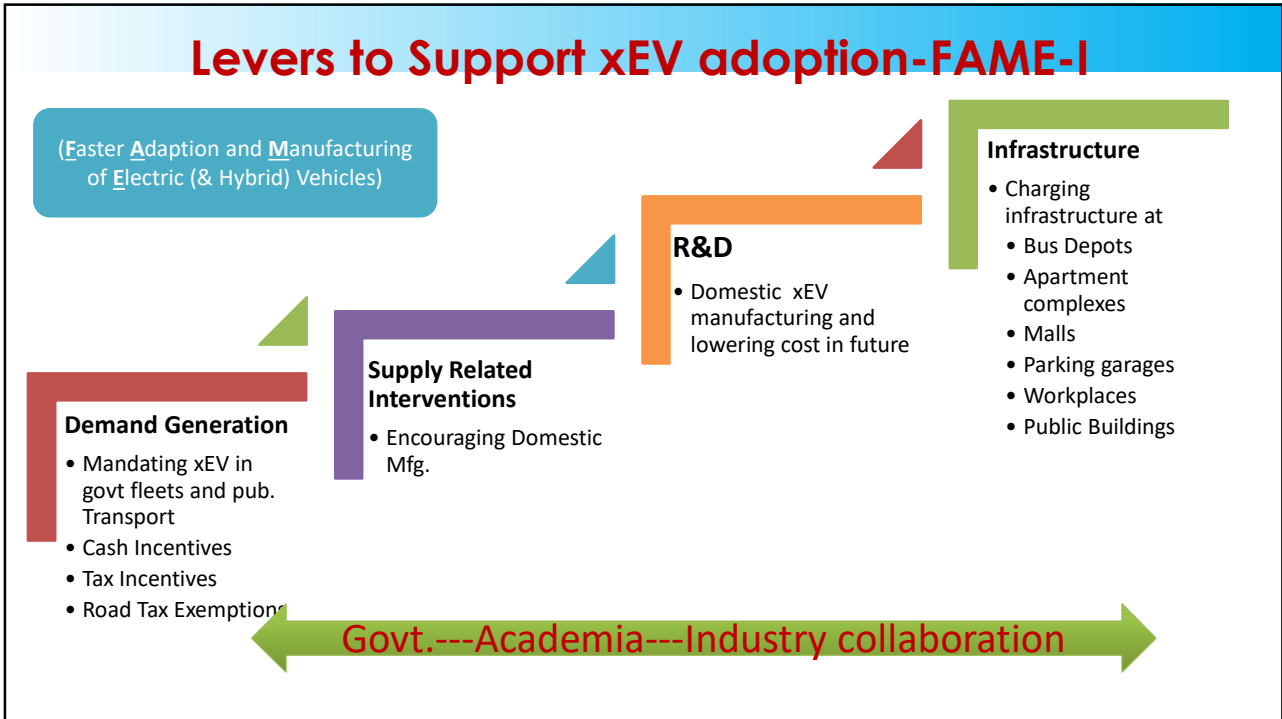 Levers to Support xEV adoption-FAME-I
(Faster Adaption and Manufacturing
of Electric (& Hybrid) Vehicles)
Demand Generation
• Mandating xEV in
govt fleets and pub.
Transport
• Cash Incentives
• Tax Incentives
• Road Tax Exemptions
Supply Related
Interventions
• Encouraging Domestic
Mfg.
R&D
• Domestic xEV
manufacturing and
lowering cost in future
Infrastructure
• Charging
infrastructure at
• Bus Depots
• Apartment
complexes
• Malls
• Parking garages
• Workplaces
• Public Buildings
Govt.---Academia---Industry collaboration